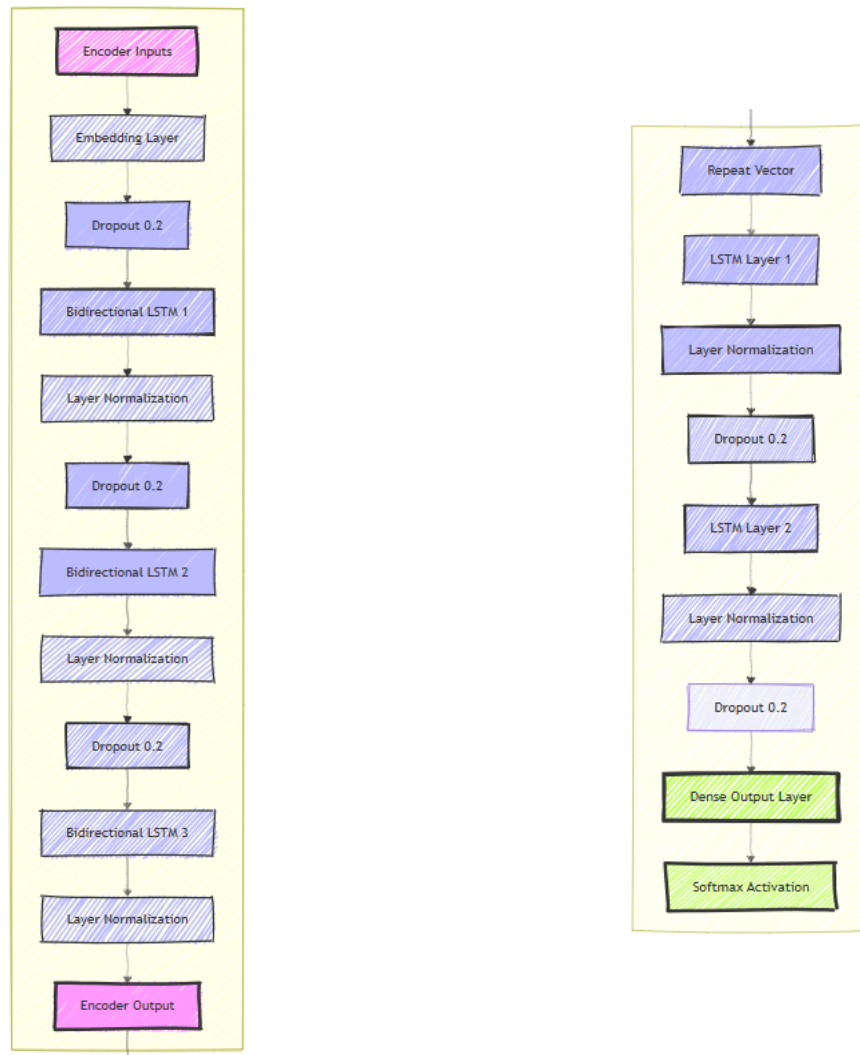 Encoder Inputs
Embedding Layer
Dropout 0.2
Bidirectional LSTM 1
Layer Normalization
Dropout 0.2
Bidirectional LSTM 2
Layer Normalization
Dropout 0.2
Bidirectional LSTM 3
Layer Normalization
Encoder Output
Repeat Vector
LSTM Layer 1
Layer Normalization
Dropout 0.2
LSTM Layer 2
Layer Normalization
Dropout 0.2
Dense Output Layer
Softmax Activation